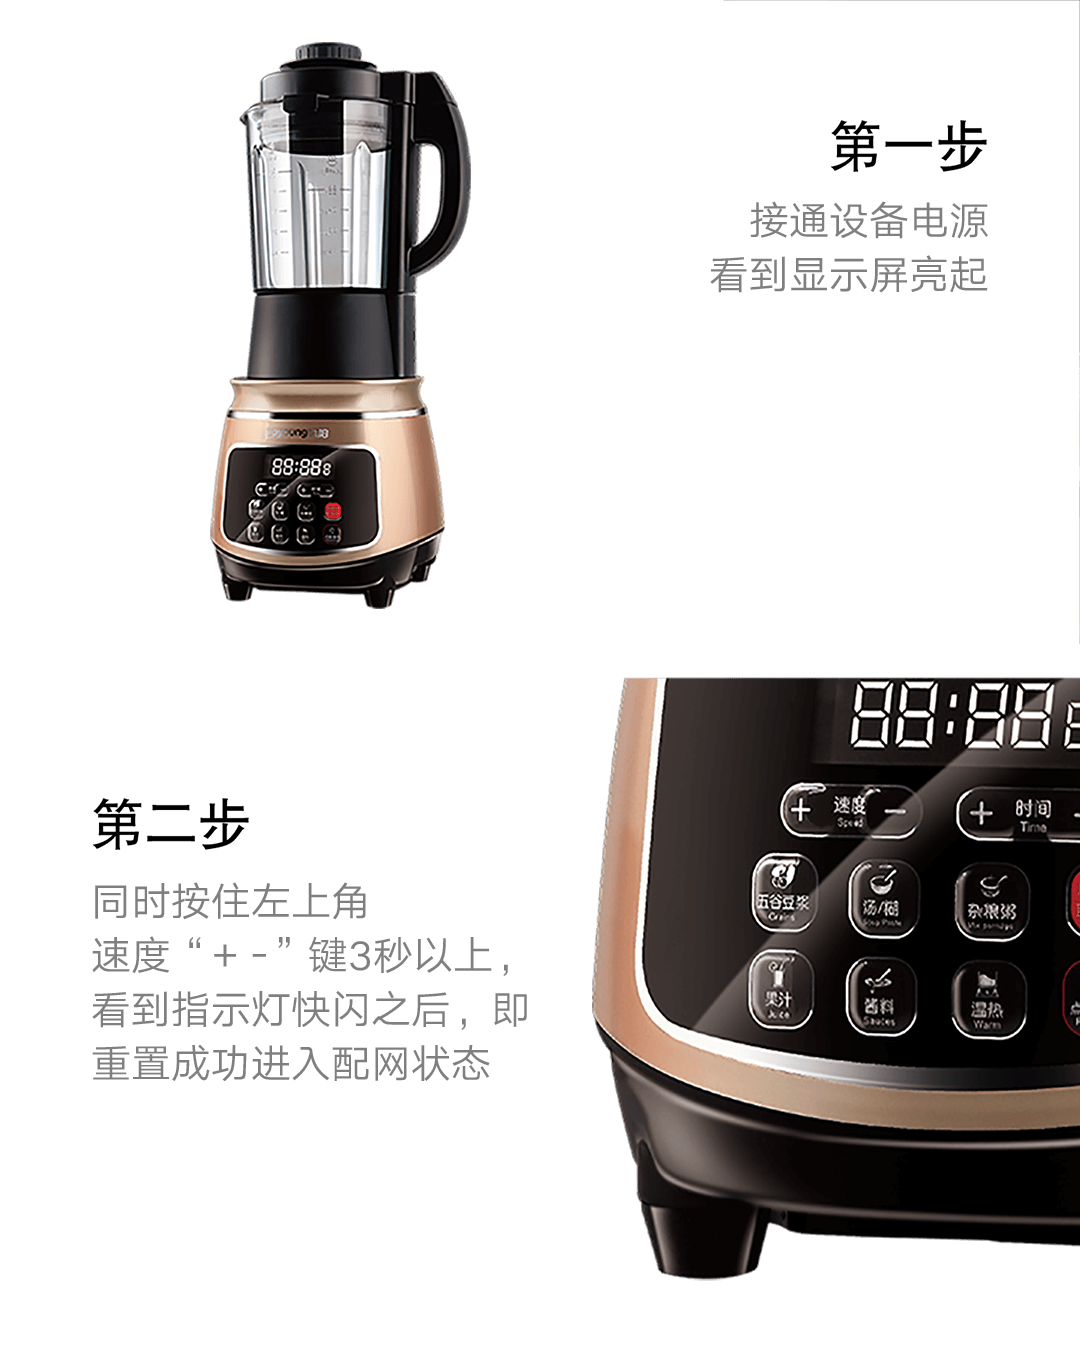 第一步
接通设备电源
看到显示屏亮起
88:888
第二步
同时按住左上角
速度“+ -”键3秒以上，
看到指示灯快闪之后，即
重置成功进入配网状态
88:88
+ 速度 －
Speed
+ 时间 -
Time
五谷豆浆
Grains
汤/糊
杂粮粥
果汁
Juice
酱料
Sauces
温热
Warm